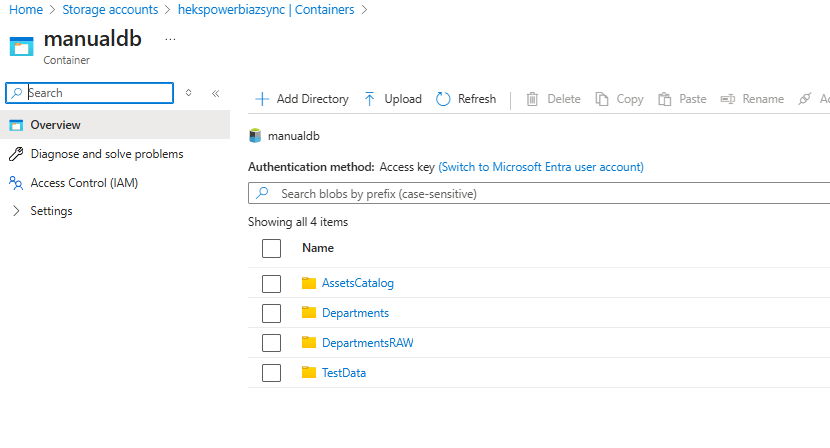 Home > Storage accounts > hekspowerbiazsync | Containers >
manualdb ...
Container
Search
Overview
Diagnose and solve problems
Access Control (IAM)
Settings
Add Directory Upload Refresh Delete Copy Paste Rename
manualdb
Authentication method: Access key (Switch to Microsoft Entra user account)
Search blobs by prefix (case-sensitive)
Showing all 4 items
Name
AssetsCatalog
Departments
DepartmentsRAW
TestData